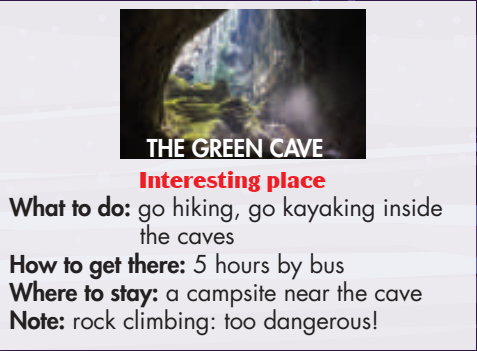 THE GREEN CAVE
Interesting place
What to do: go hiking, go kayaking inside
the caves
How to get there: 5 hours by bus
Where to stay: a campsite near the cave
Note: rock climbing: too dangerous!